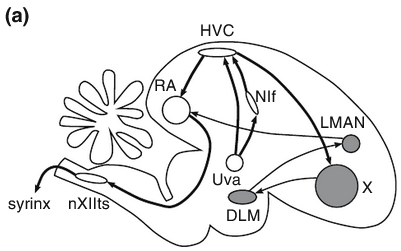 (a)
HVC
RA
NIf
LMAN
Uva
X
DLM
syrinx
nXIIts